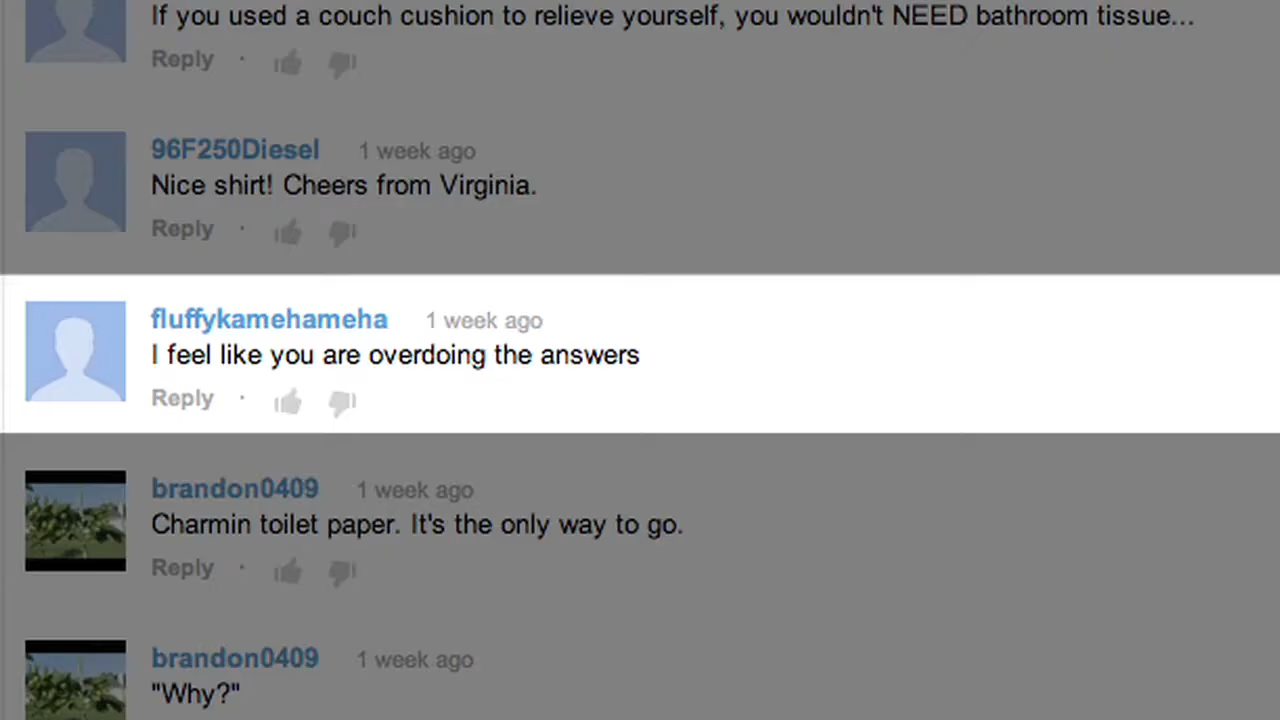 If you used a couch cushion to relieve yourself, you wouldn't NEED bathroom tissue...
Reply ·
96F250Diesel 1 week ago
Nice shirt! Cheers from Virginia.
Reply ·
fluffykamehameha 1 week ago
I feel like you are overdoing the answers
Reply ·
brandon0409 1 week ago
Charmin toilet paper. It's the only way to go.
Reply ·
brandon0409 1 week ago
"Why?"